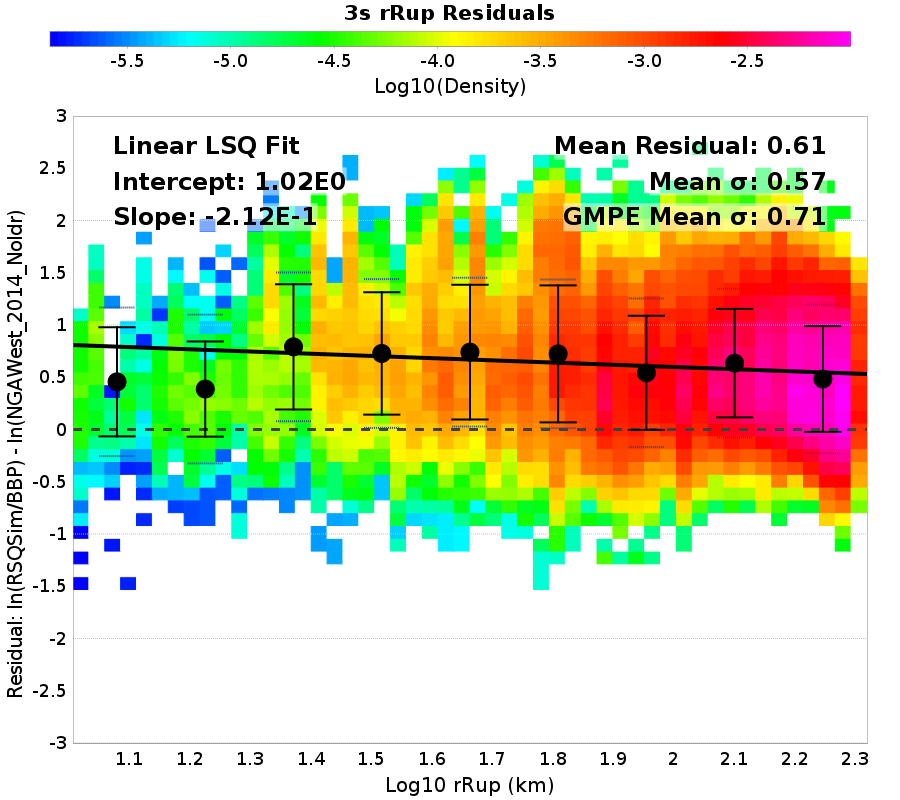 3s rRup Residuals
-5.5 -5.0 -4.5 -4.0 -3.5 -3.0 -2.5
Log10(Density)
Linear LSQ Fit
Intercept: 1.02E0
Slope: -2.12E-1
Mean Residual: 0.61
Mean σ: 0.57
GMPE Mean σ: 0.71
Residual: ln(RSQSim/BBP) - ln(NGAWest_2014_NoIdr)
3
2.5
2
1.5
1
0.5
0
-0.5
-1
-1.5
-2
-2.5
-3
1.1 1.2 1.3 1.4 1.5 1.6 1.7 1.8 1.9 2 2.1 2.2 2.3
Log10 rRup (km)